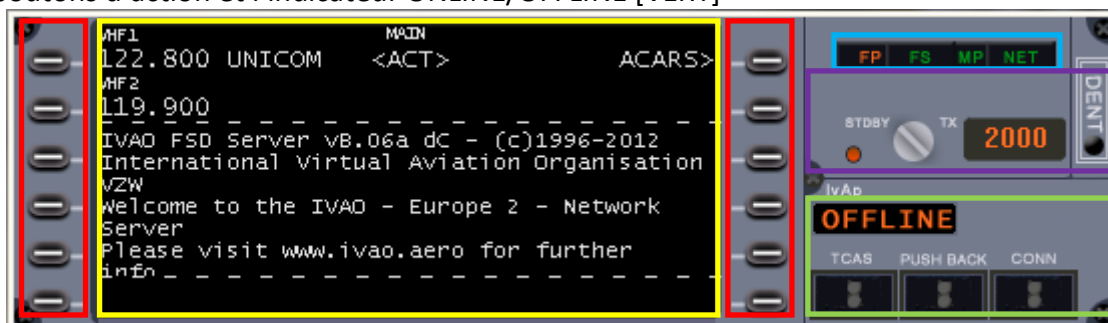 boutons d'action et l'indicateur ONLINE/OFFLINE [VERT]
VHF1 MAIN
122.800 UNICOM <ACT> ACARS>
VHF2
119.900
IVAO FSD Server vB.06a dC - (c)1996-2012
International Virtual Aviation Organisation
VZW
Welcome to the IVAO - Europe 2 - Network
Server
Please visit www.ivao.aero for further
info
FP FS MP NET
STDBY TX 2000
DENT
IvAp
OFFLINE
TCAS PUSH BACK CONN